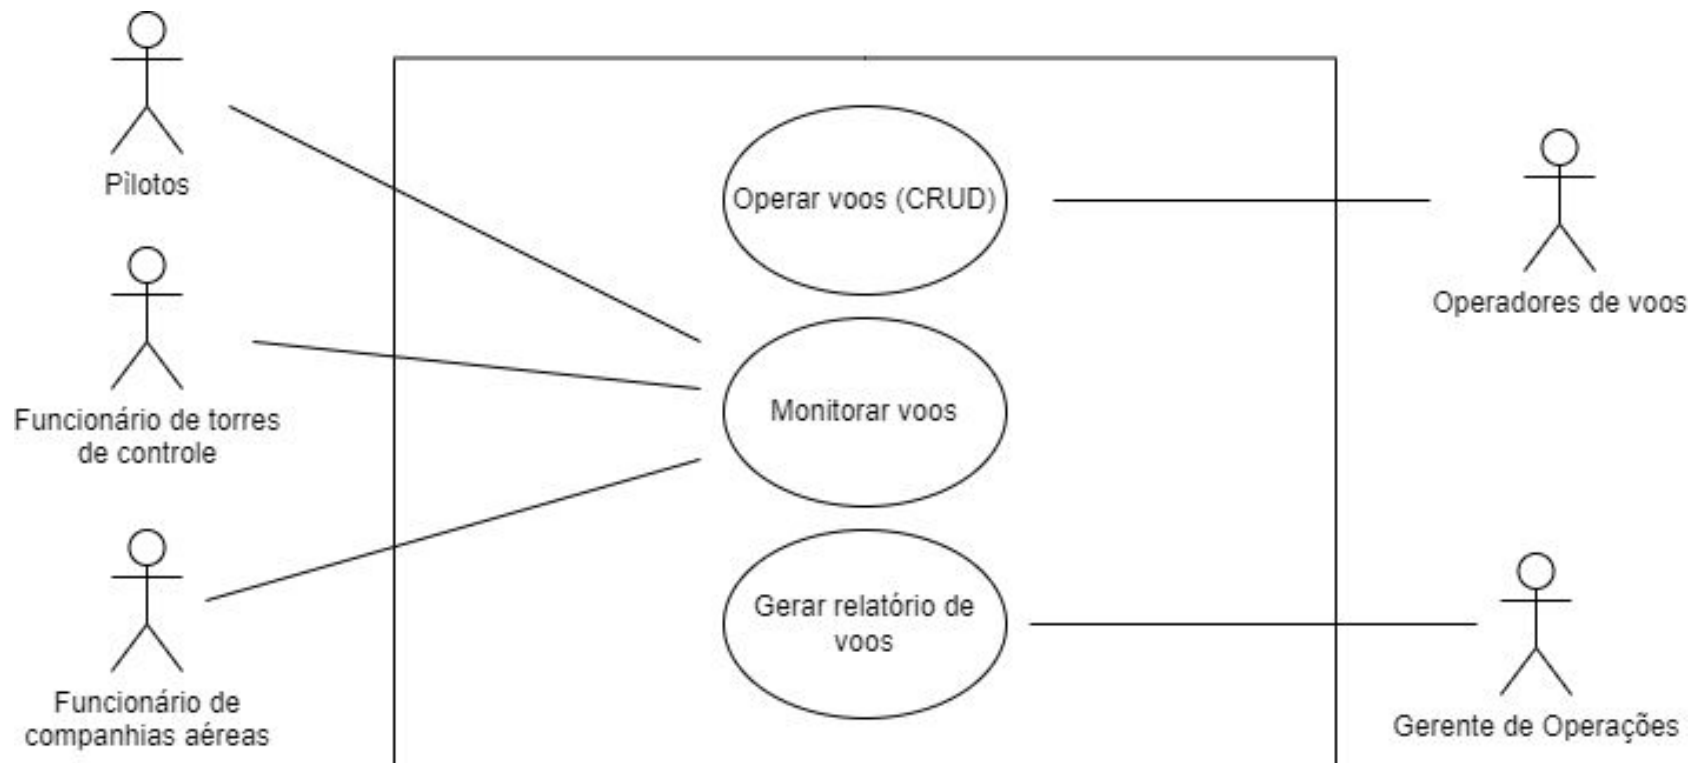 Pilotos
Operar voos (CRUD)
Operadores de voos
Funcionário de torres
de controle
Monitorar voos
Gerar relatório de
voos
Funcionário de
companhias aéreas
Gerente de Operações